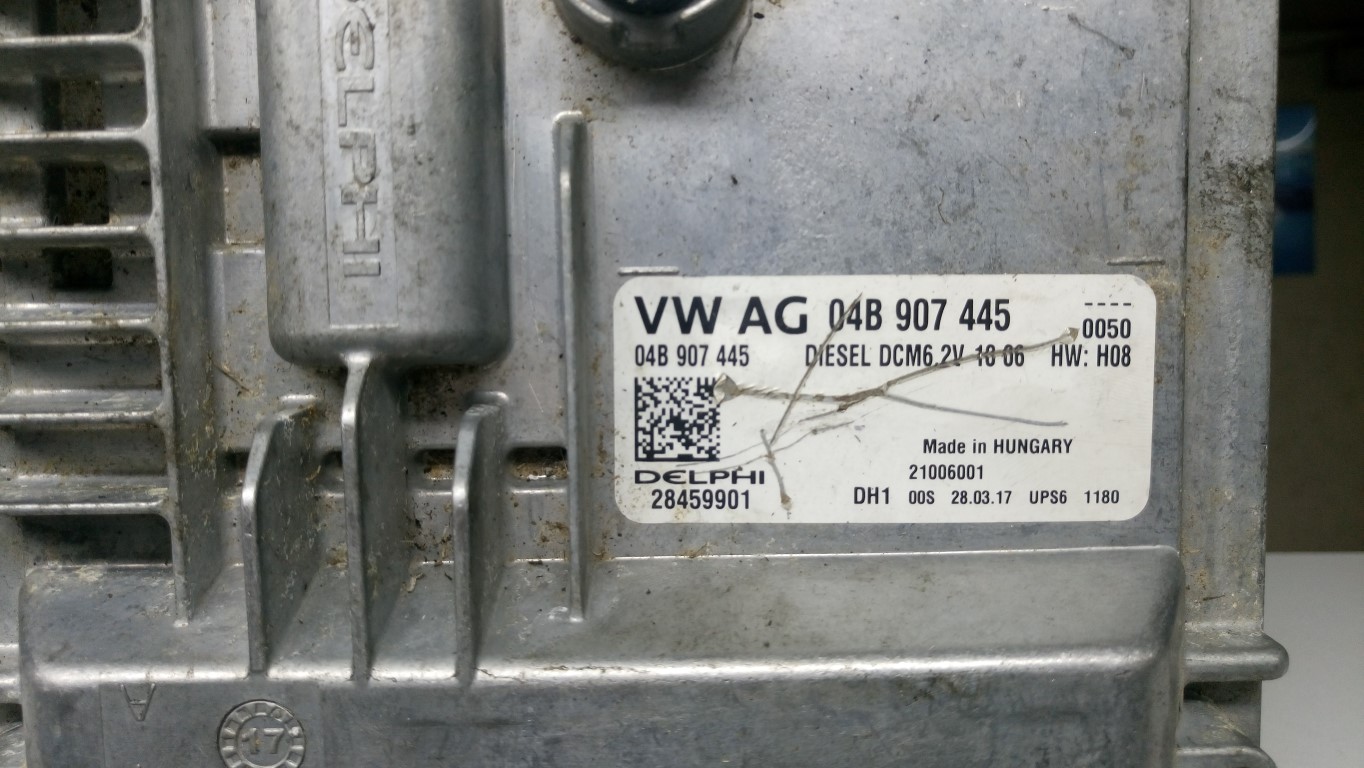 DELPHI
VW AG 04B 907 445
----
0050
04B 907 445 DIESEL DCM6.2V 18 06 HW: H08
Made in HUNGARY
DELPHI
21006001
28459901
DH1 00S 28.03.17 UPS6 1180
A
17